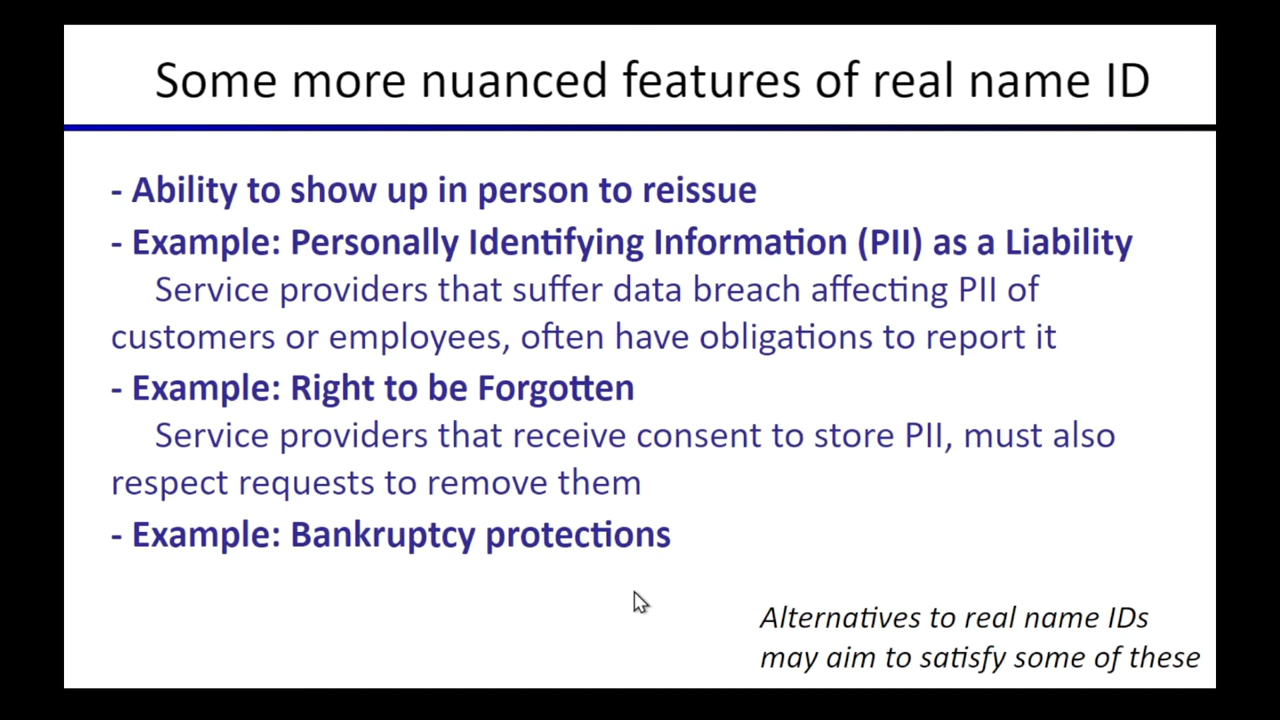 Some more nuanced features of real name ID
- Ability to show up in person to reissue
- Example: Personally Identifying Information (PII) as a Liability
Service providers that suffer data breach affecting PII of
customers or employees, often have obligations to report it
- Example: Right to be Forgotten
Service providers that receive consent to store PII, must also
respect requests to remove them
- Example: Bankruptcy protections
Alternatives to real name IDs
may aim to satisfy some of these